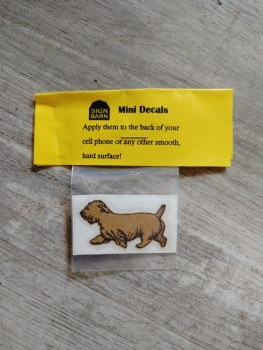 SIGN
BARN
Mini Decals
Apply them to the back of your
cell phone or any other smooth,
hard surface!